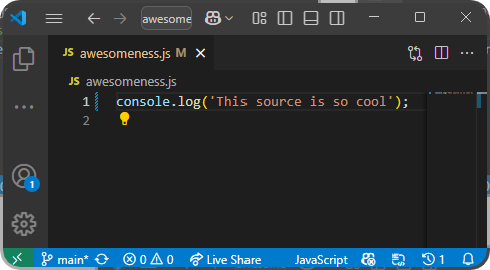 awesome
JS awesomeness.js M
JS awesomeness.js
1 console.log('This source is so cool');
2
1
main* 0 0 Live Share JavaScript 1